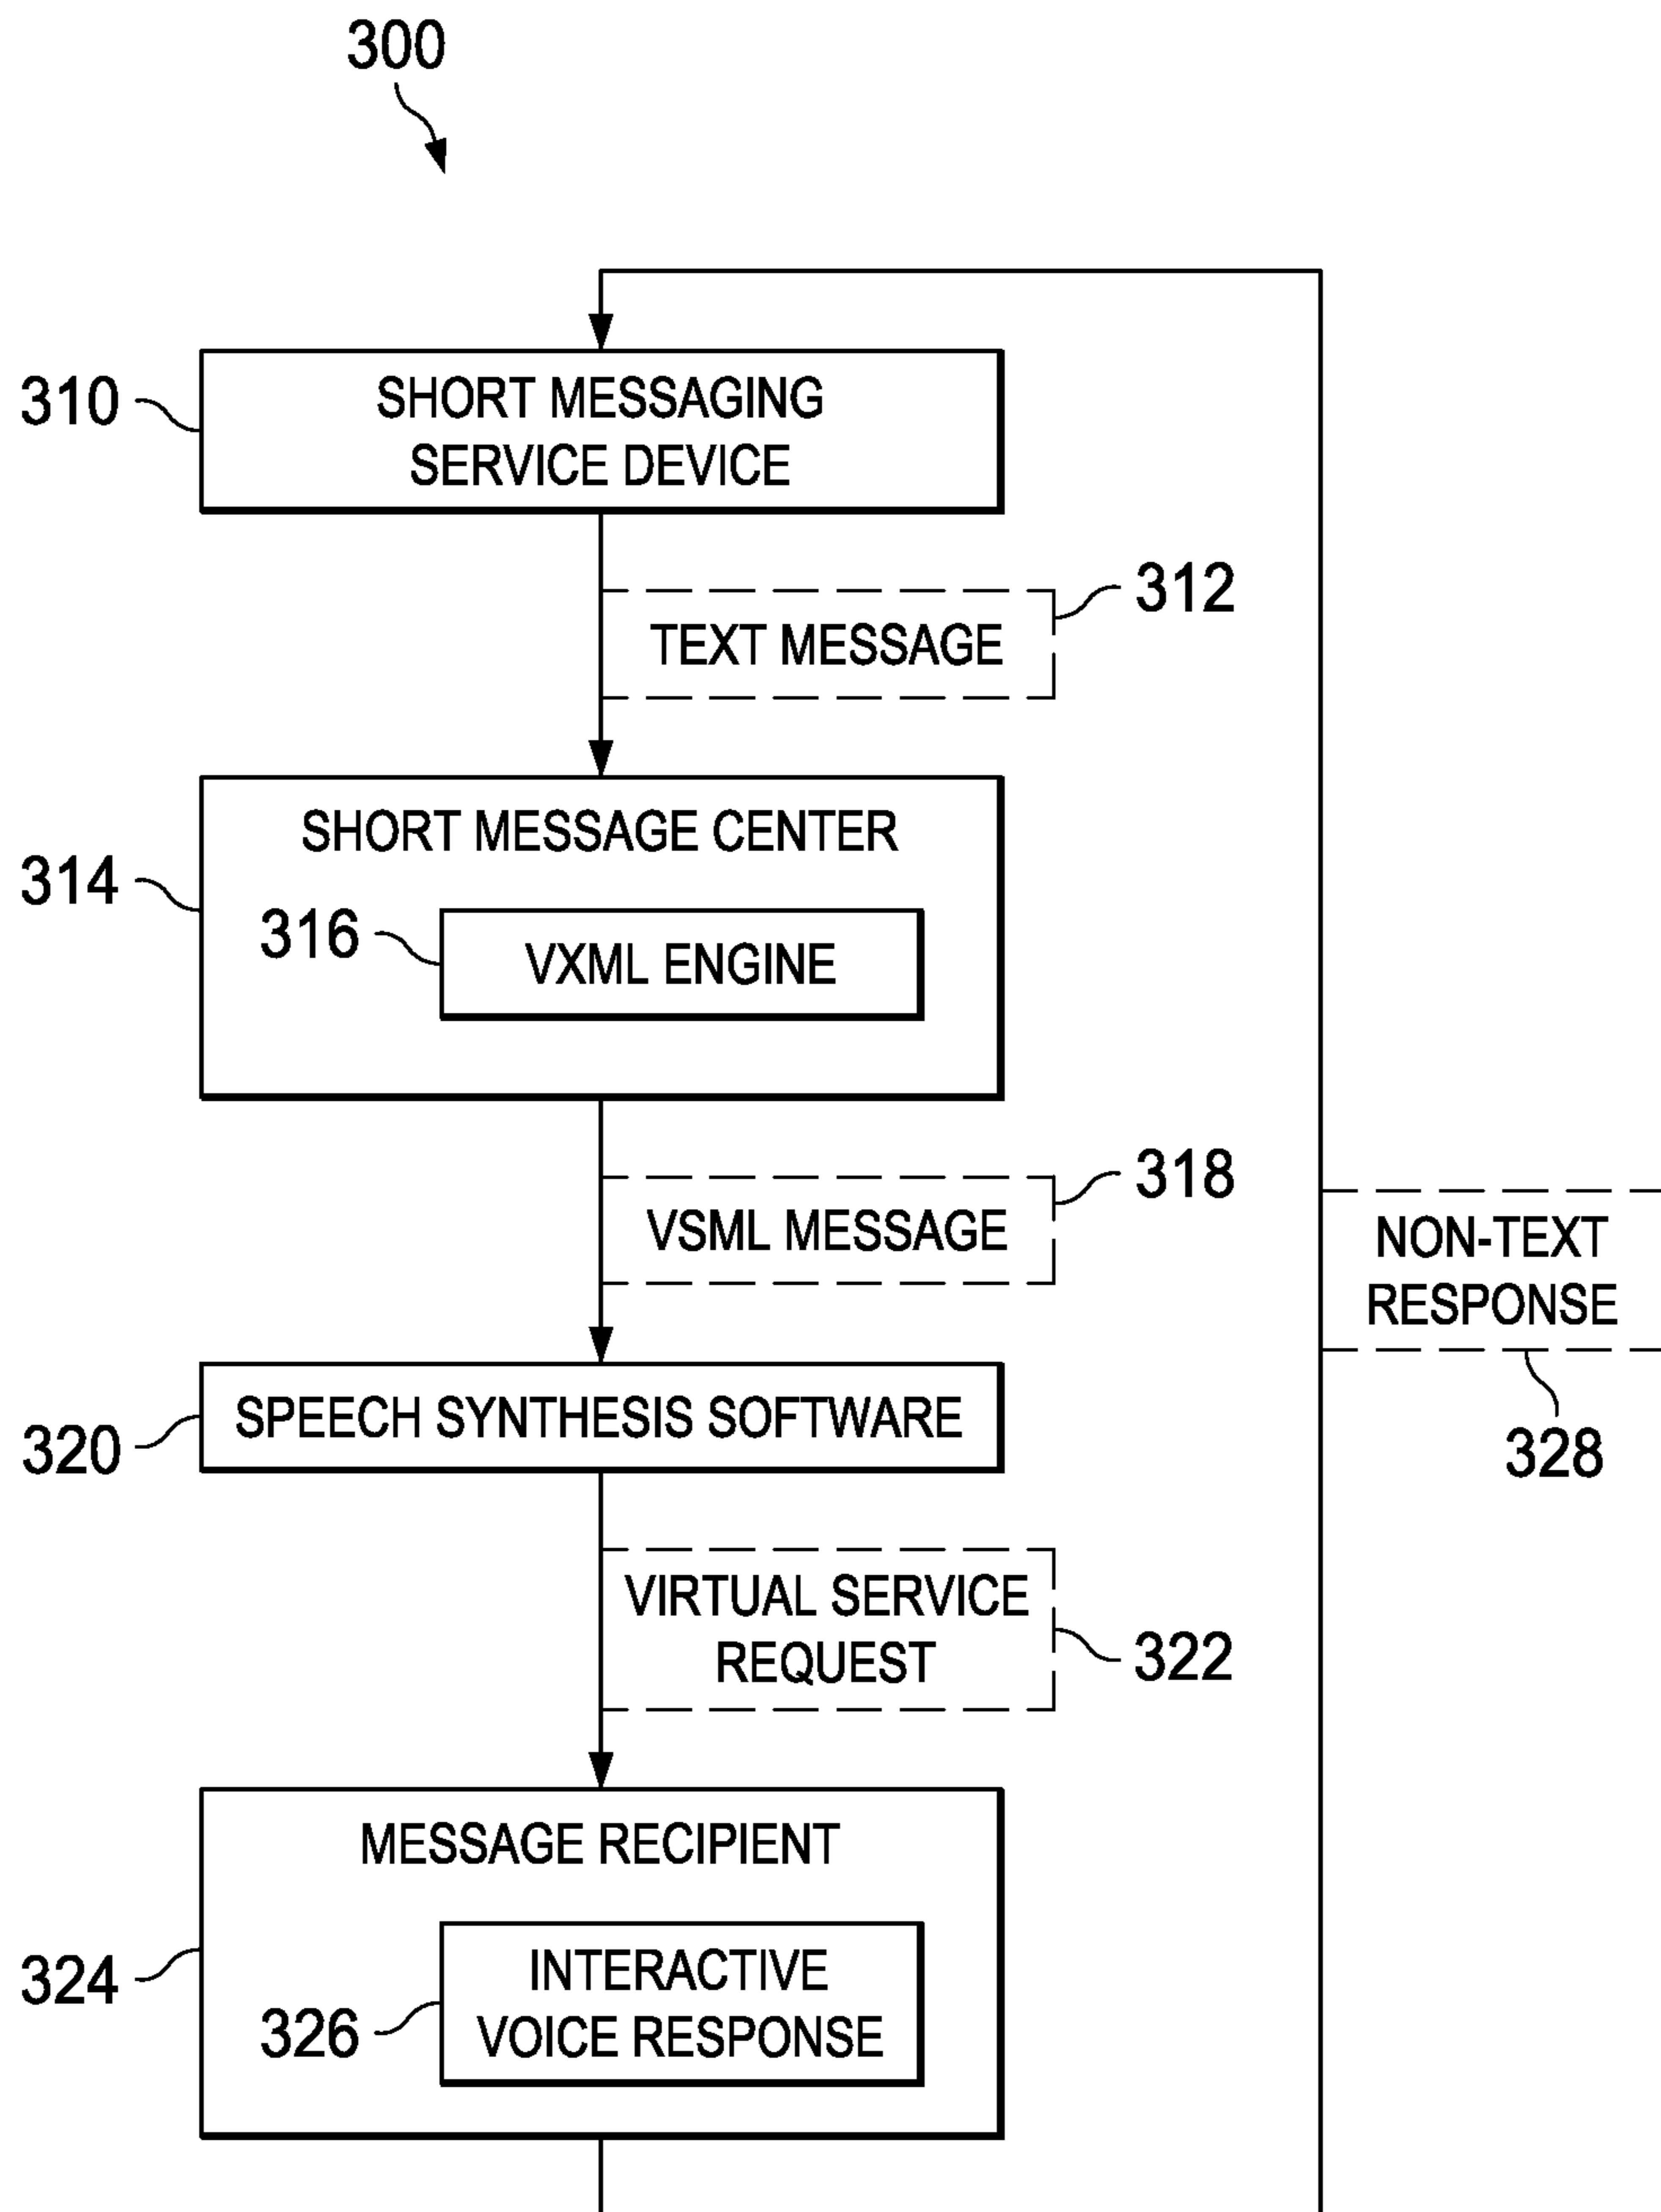 300
310
SHORT MESSAGING
SERVICE DEVICE
312
TEXT MESSAGE
SHORT MESSAGE CENTER
314
316
VXML ENGINE
318
VSML MESSAGE
NON-TEXT
RESPONSE
328
320
SPEECH SYNTHESIS SOFTWARE
VIRTUAL SERVICE
REQUEST
322
MESSAGE RECIPIENT
324
326
INTERACTIVE
VOICE RESPONSE